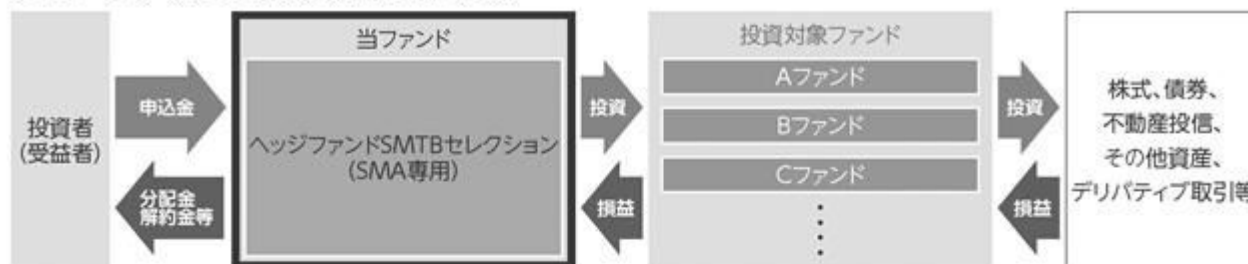 投資者
(受益者)
申込金
分配金
解約金等
当ファンド
ヘッジファンドSMTBセレクション
(SMA専用)
投資
損益
投資対象ファンド
Aファンド
Bファンド
Cファンド
投資
損益
株式、債券、
不動産投信、
その他資産、
デリバティブ取引等